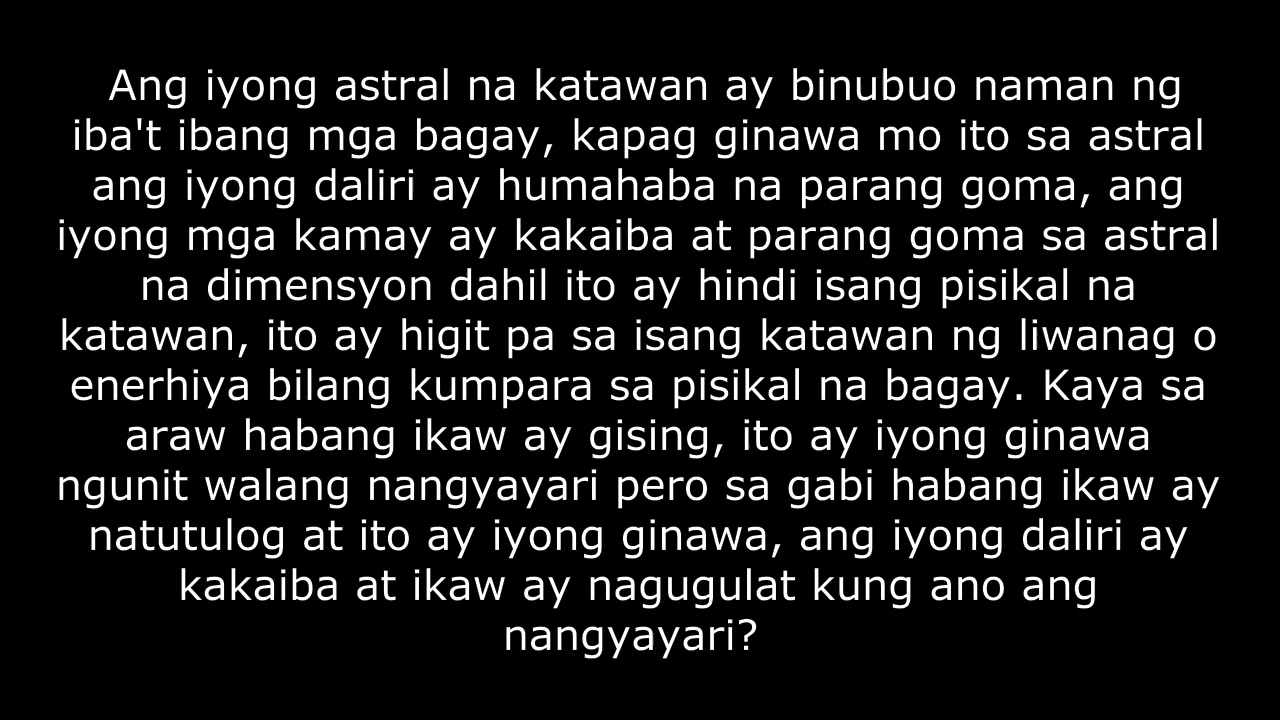 Ang iyong astral na katawan ay binubuo naman ng
iba't ibang mga bagay, kapag ginawa mo ito sa astral
ang iyong daliri ay humahaba na parang goma, ang
iyong mga kamay ay kakaiba at parang goma sa astral
na dimensyon dahil ito ay hindi isang pisikal na
katawan, ito ay higit pa sa isang katawan ng liwanag o
enerhiya bilang kumpara sa pisikal na bagay. Kaya sa
araw habang ikaw ay gising, ito ay iyong ginawa
ngunit walang nangyayari pero sa gabi habang ikaw ay
natutulog at ito ay iyong ginawa, ang iyong daliri ay
kakaiba at ikaw ay nagugulat kung ano ang
nangyayari?